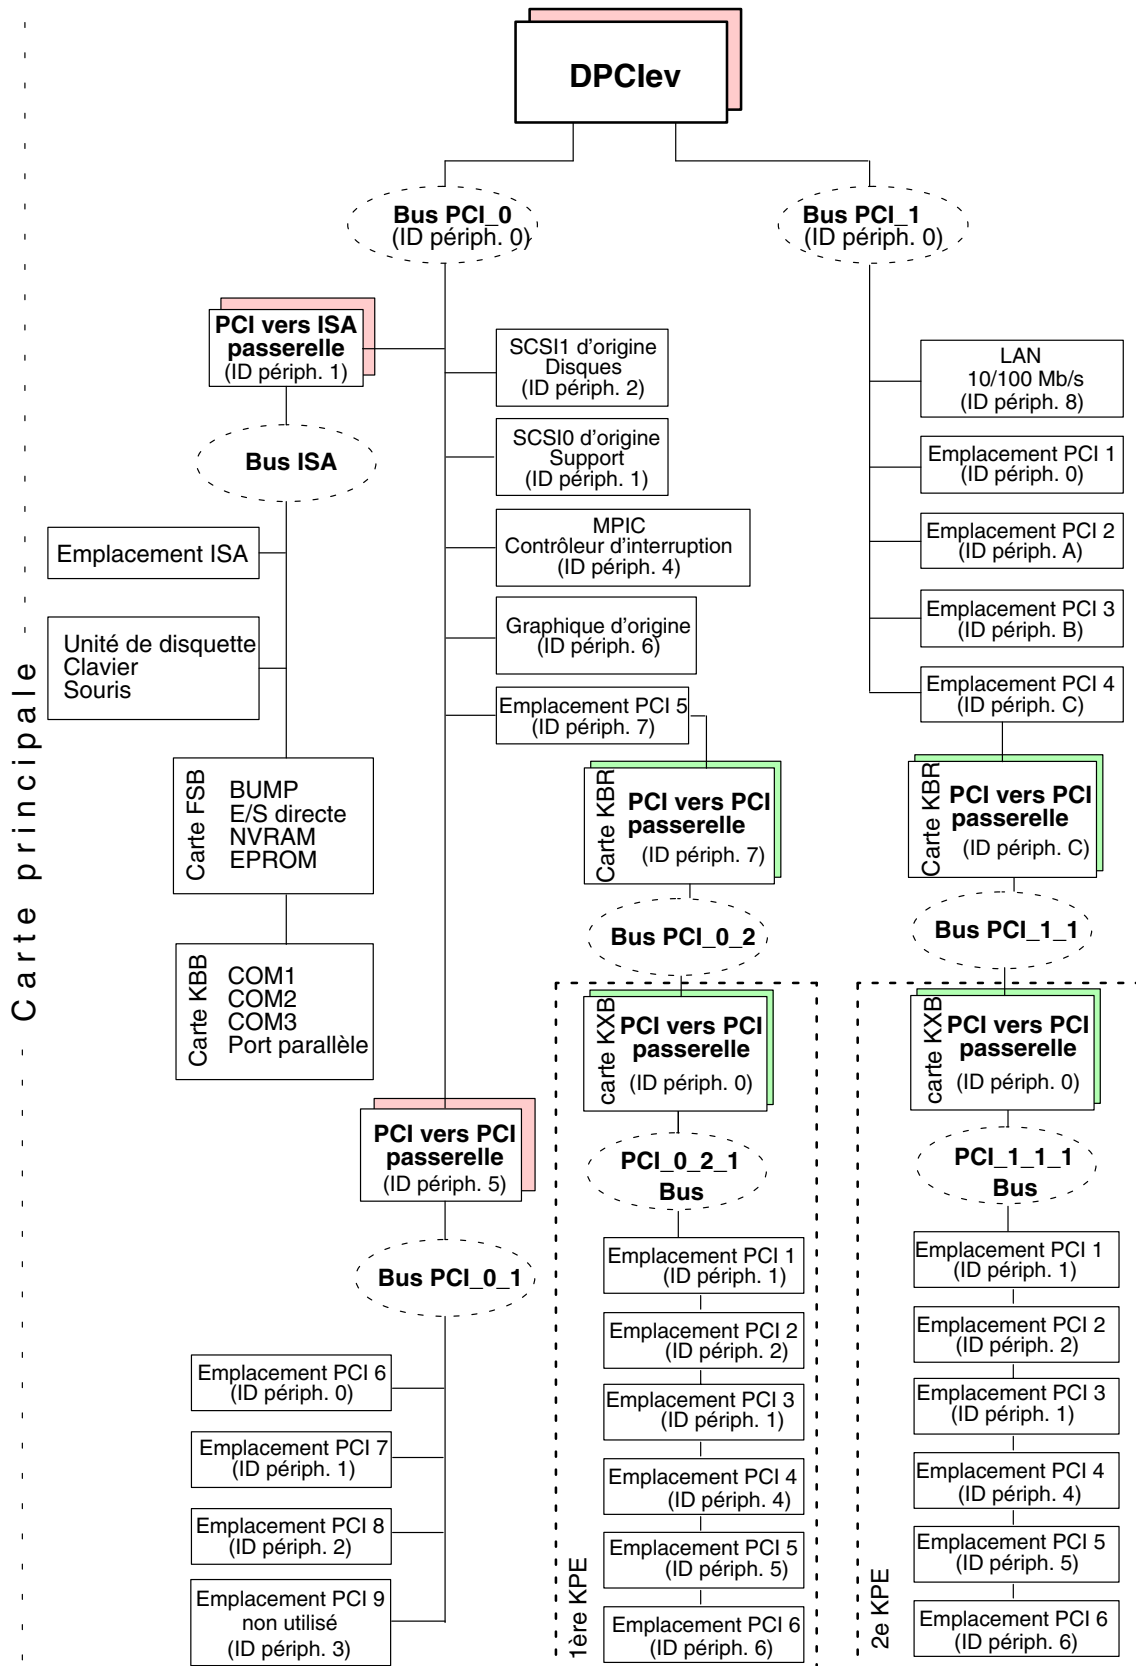 DPCIev
Bus PCI_0
(ID périph. 0)
Bus PCI_1
(ID périph. 0)
PCI vers ISA
passerelle
(ID périph. 1)
Bus ISA
Emplacement ISA
Unité de disquette
Clavier
Souris
Carte FSB
BUMP
E/S directe
NVRAM
EPROM
Carte KBB
COM1
COM2
COM3
Port parallèle
SCSI1 d'origine
Disques
(ID périph. 2)
SCSI0 d'origine
Support
(ID périph. 1)
MPIC
Contrôleur d'interruption
(ID périph. 4)
Graphique d'origine
(ID périph. 6)
Emplacement PCI 5
(ID périph. 7)
PCI vers PCI
passerelle
(ID périph. 5)
Bus PCI_0_1
Emplacement PCI 6
(ID périph. 0)
Emplacement PCI 7
(ID périph. 1)
Emplacement PCI 8
(ID périph. 2)
Emplacement PCI 9
non utilisé
(ID périph. 3)
Carte KBR
PCI vers PCI
passerelle
(ID périph. 7)
Bus PCI_0_2
carte KXB
PCI vers PCI
passerelle
(ID périph. 0)
PCI_0_2_1
Bus
Emplacement PCI 1
(ID périph. 1)
Emplacement PCI 2
(ID périph. 2)
Emplacement PCI 3
(ID périph. 1)
Emplacement PCI 4
(ID périph. 4)
Emplacement PCI 5
(ID périph. 5)
Emplacement PCI 6
(ID périph. 6)
1ère KPE
LAN
10/100 Mb/s
(ID périph. 8)
Emplacement PCI 1
(ID périph. 0)
Emplacement PCI 2
(ID périph. A)
Emplacement PCI 3
(ID périph. B)
Emplacement PCI 4
(ID périph. C)
Carte KBR
PCI vers PCI
passerelle
(ID périph. C)
Bus PCI_1_1
carte KXB
PCI vers PCI
passerelle
(ID périph. 0)
PCI_1_1_1
Bus
Emplacement PCI 1
(ID périph. 1)
Emplacement PCI 2
(ID périph. 2)
Emplacement PCI 3
(ID périph. 1)
Emplacement PCI 4
(ID périph. 4)
Emplacement PCI 5
(ID périph. 5)
Emplacement PCI 6
(ID périph. 6)
2e KPE
Carte principale